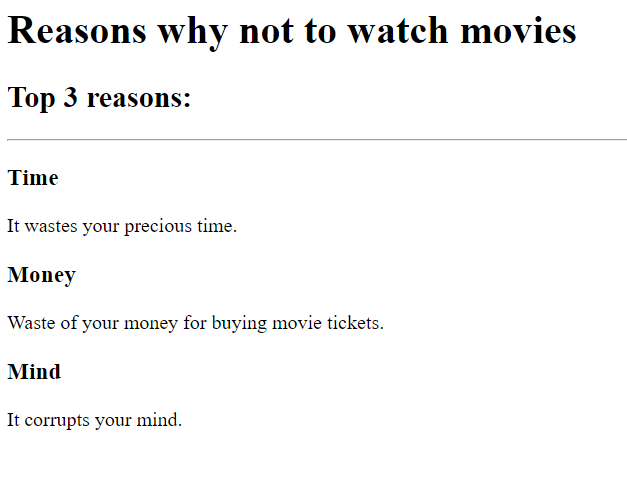 Reasons why not to watch movies
Top 3 reasons:
Time
It wastes your precious time.
Money
Waste of your money for buying movie tickets.
Mind
It corrupts your mind.